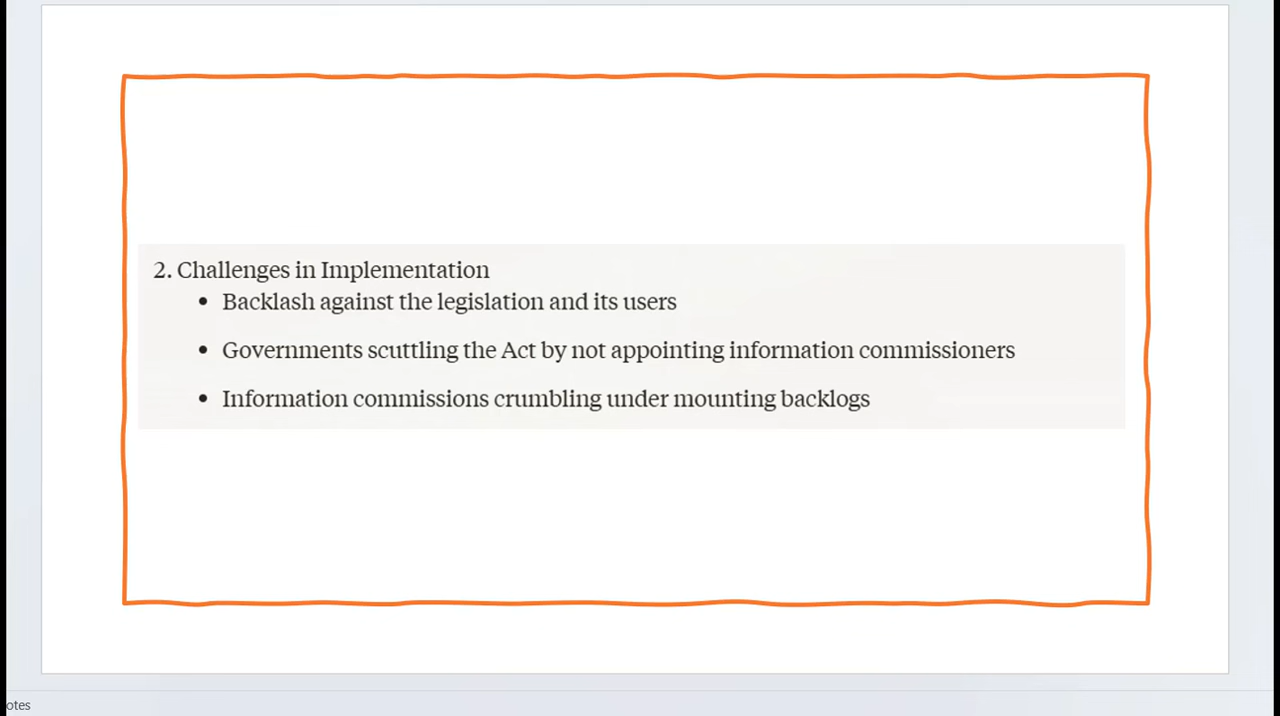 2. Challenges in Implementation
• Backlash against the legislation and its users
• Governments scuttling the Act by not appointing information commissioners
• Information commissions crumbling under mounting backlogs
otes